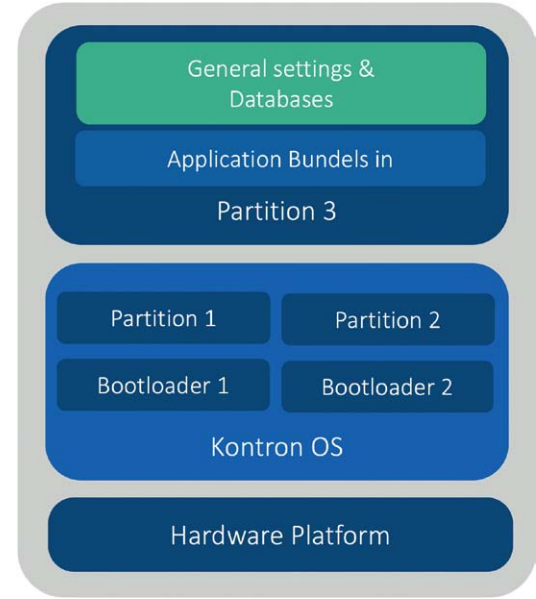 General settings &
Databases
Application Bundels in
Partition 3
Partition 1
Partition 2
Bootloader 1
Bootloader 2
Kontron OS
Hardware Platform